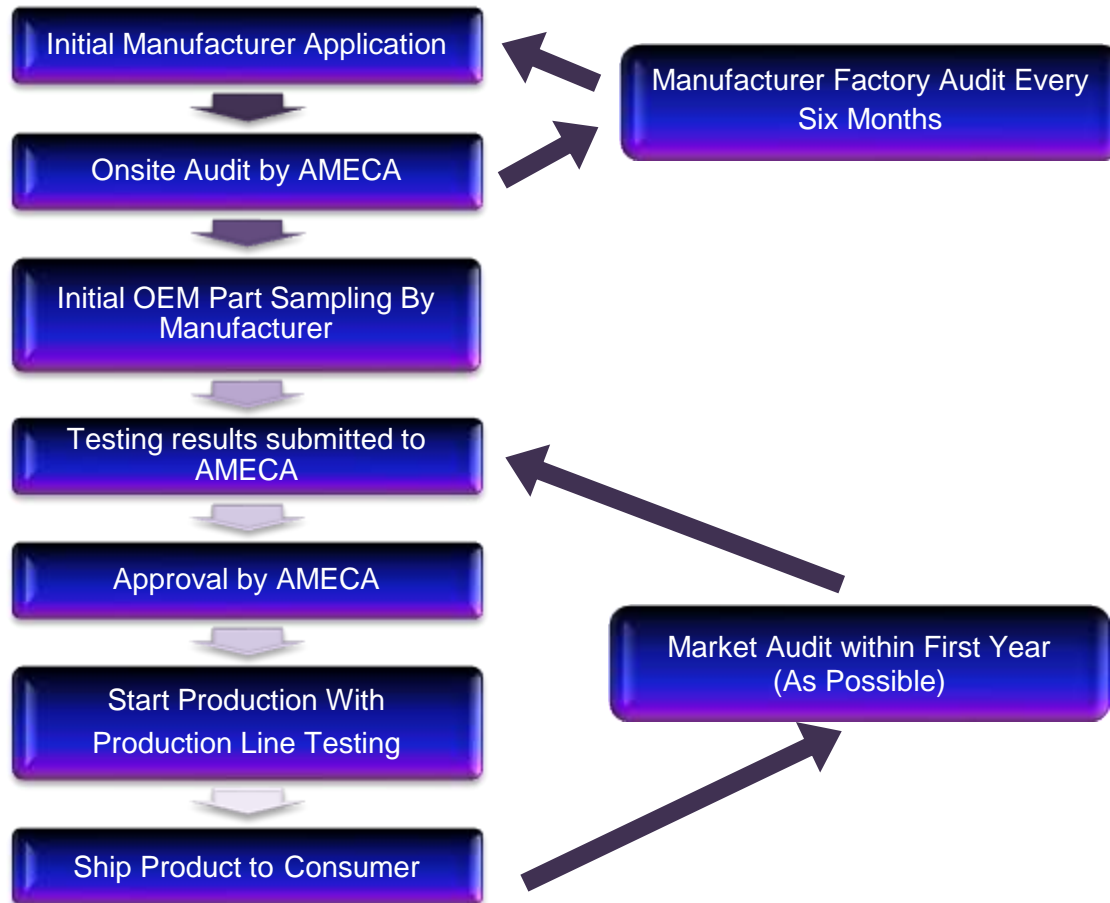 Initial Manufacturer Application
Manufacturer Factory Audit Every
Six Months
Onsite Audit by AMECA
Initial OEM Part Sampling By
Manufacturer
Testing results submitted to
AMECA
Approval by AMECA
Market Audit within First Year
(As Possible)
Start Production With
Production Line Testing
Ship Product to Consumer